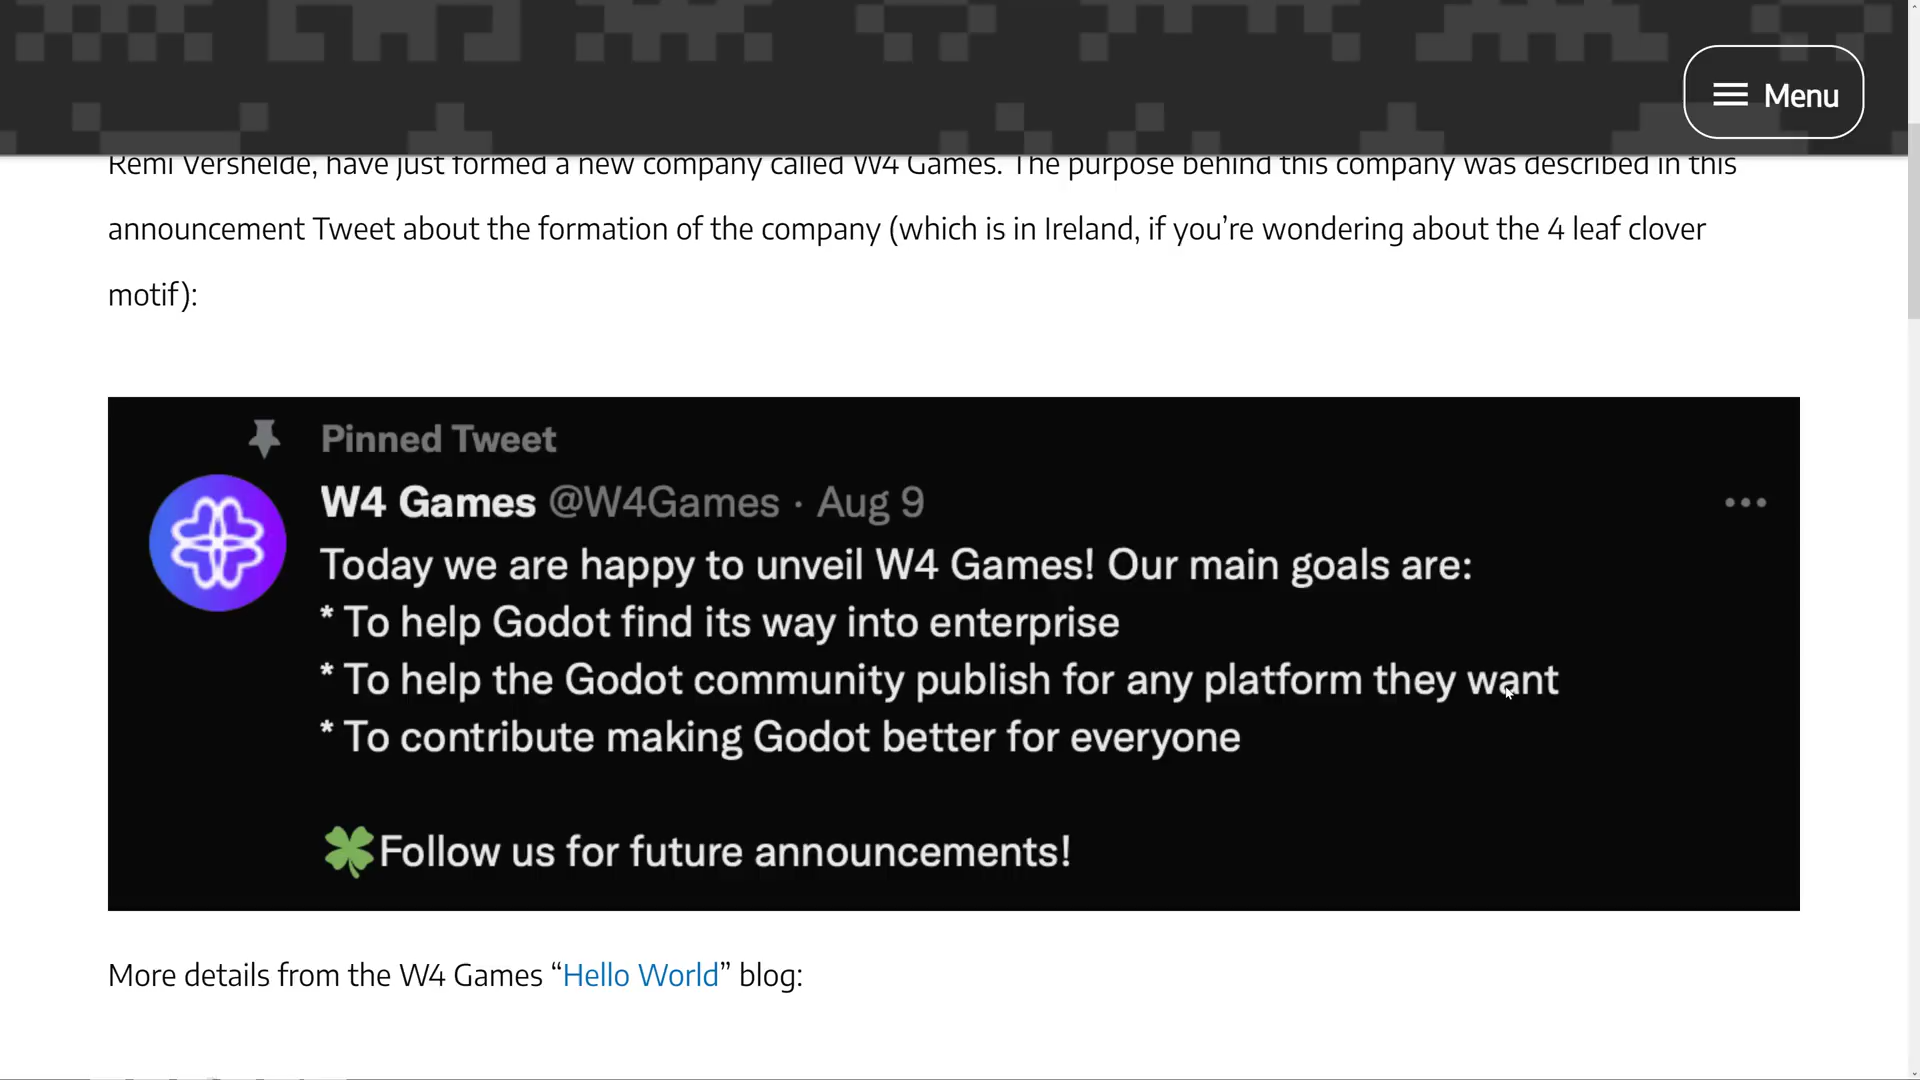 Menu
Remi Vershelde, have just formed a new company called W4 Games. The purpose behind this company was described in this
announcement Tweet about the formation of the company (which is in Ireland, if you’re wondering about the 4 leaf clover
motif):
Pinned Tweet
W4 Games @W4Games · Aug 9
Today we are happy to unveil W4 Games! Our main goals are:
* To help Godot find its way into enterprise
* To help the Godot community publish for any platform they want
* To contribute making Godot better for everyone
🍀Follow us for future announcements!
More details from the W4 Games “Hello World” blog: